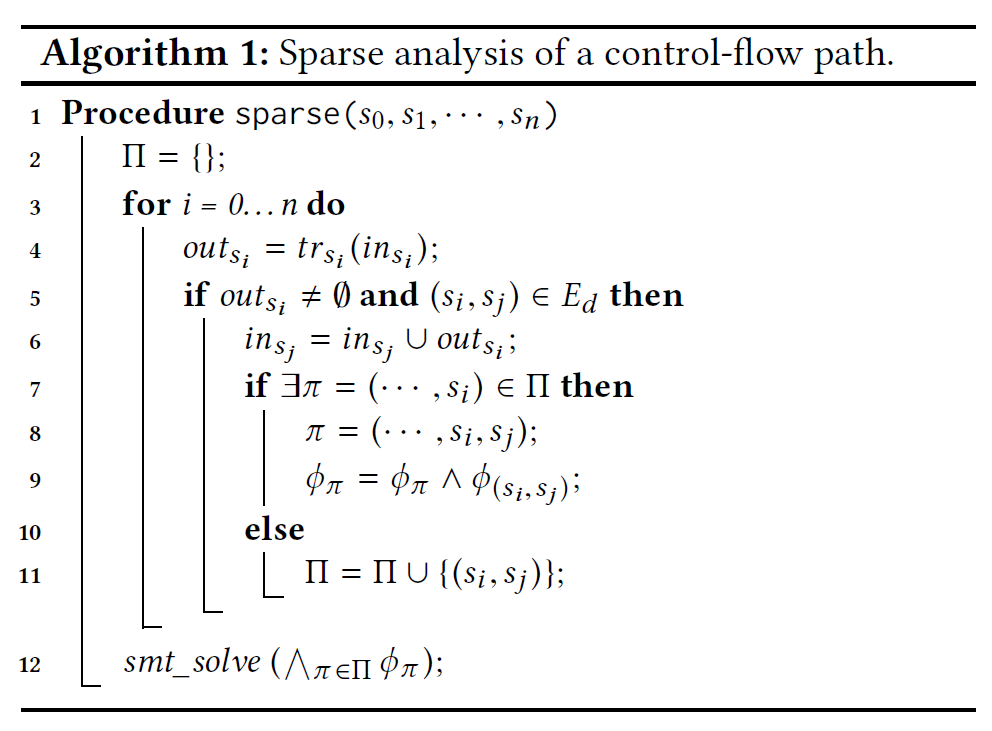 Algorithm 1: Sparse analysis of a control-flow path.
1 Procedure sparse(s₀, s₁, ⋯ , sₙ)
2 Π = {};
3 for i = 0…n do
4 out_{s_i} = tr_{s_i}(in_{s_i});
5 if out_{s_i} ≠ ∅ and (s_i, s_j) ∈ E_d then
6 in_{s_j} = in_{s_j} ∪ out_{s_i};
7 if ∃π = (⋯ , s_i) ∈ Π then
8 π = (⋯ , s_i, s_j);
9 ϕ_π = ϕ_π ∧ ϕ_{(s_i, s_j)};
10 else
11 Π = Π ∪ {(s_i, s_j)};
12 smt_solve (⋀_{π∈Π} ϕ_π);